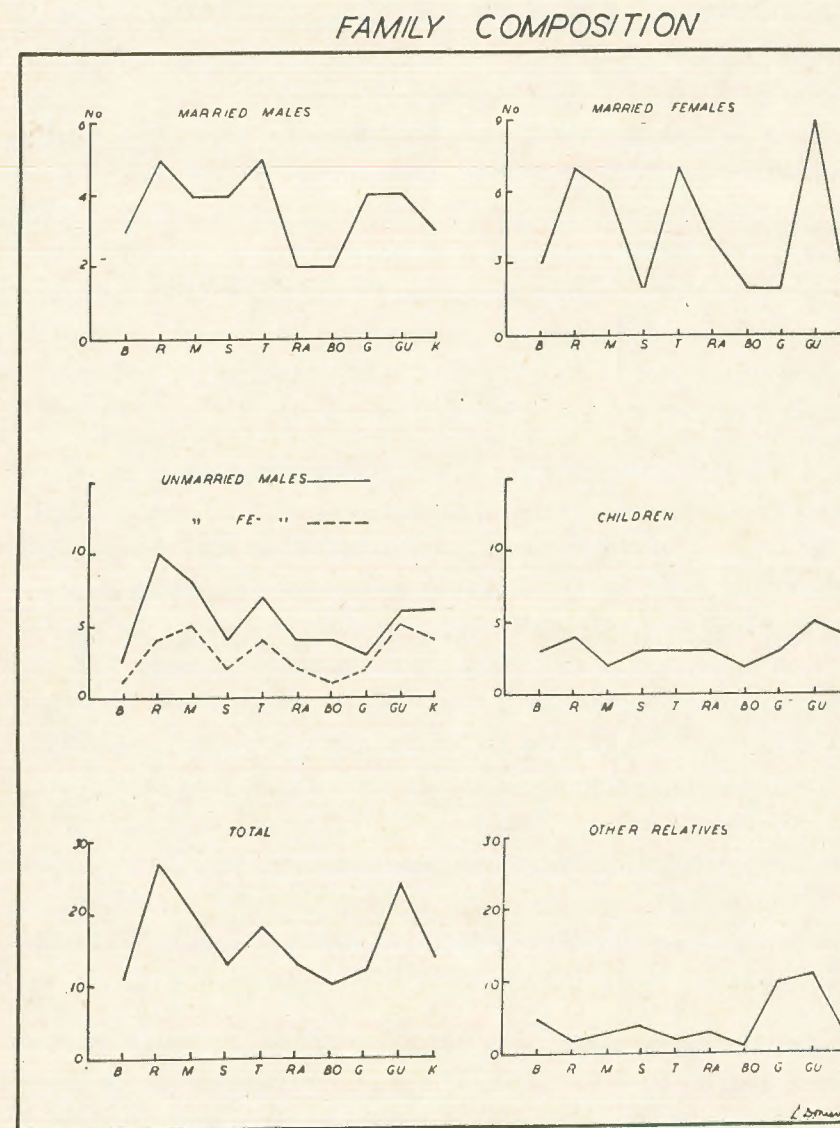 FAMILY COMPOSITION
No MARRIED MALES
6
4
2
0
B R M S T RA BO G GU K
No MARRIED FEMALES
9
6
3
0
B R M S T RA BO G GU
UNMARRIED MALES
" FE- "
10
5
0
B R M S T RA BO G GU K
CHILDREN
10
5
0
B R M S T RA BO G GU
TOTAL
30
20
10
0
B R M S T RA BO G GU K
OTHER RELATIVES
30
20
10
0
B R M S T RA BO G GU